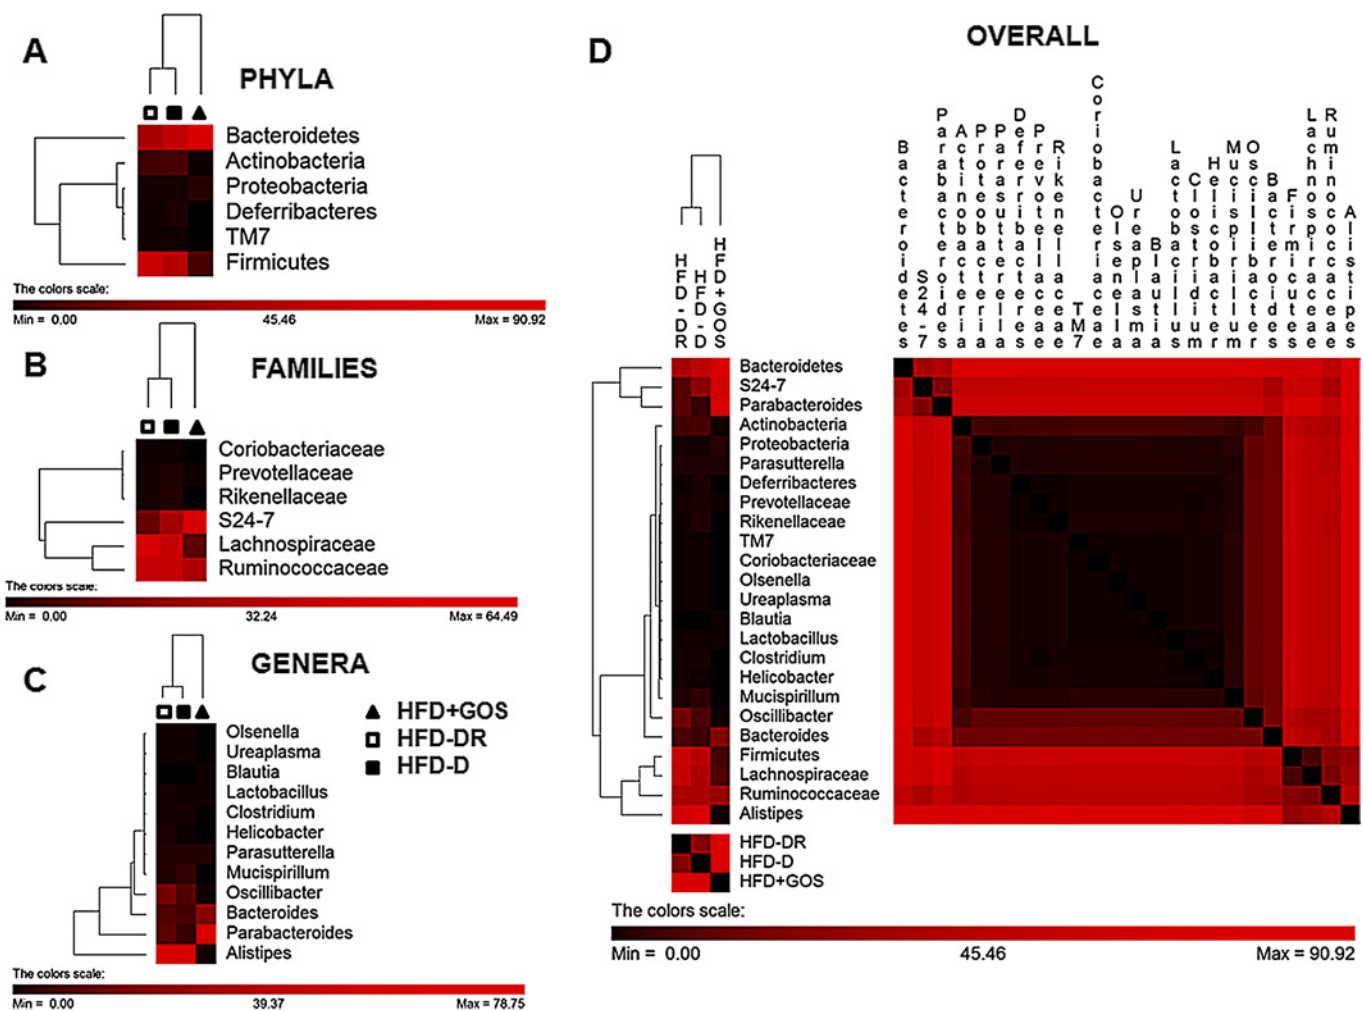 A
PHYLA
Bacteroidetes
Actinobacteria
Proteobacteria
Deferribacteres
TM7
Firmicutes
The colors scale:
Min = 0.00 45.46 Max = 90.92
B
FAMILIES
Coriobacteriaceae
Prevotellaceae
Rikenellaceae
S24-7
Lachnospiraceae
Ruminococcaceae
The colors scale:
Min = 0.00 32.24 Max = 64.49
C
GENERA
HFD+GOS
HFD-DR
HFD-D
Olsenella
Ureaplasma
Blautia
Lactobacillus
Clostridium
Helicobacter
Parasutterella
Mucispirillum
Oscillibacter
Bacteroides
Parabacteroides
Alistipes
The colors scale:
Min = 0.00 39.37 Max = 78.75
D
OVERALL
HFD-DR
HFD-D
HFD+GOS
Bacteroidetes
S24-7
Parabacteroides
Actinobacteria
Proteobacteria
Parasutterella
Deferribacteres
Prevotellaceae
Rikenellaceae
TM7
Coriobacteriaceae
Olsenella
Ureaplasma
Blautia
Lactobacillus
Clostridium
Helicobacter
Mucispirillum
Oscillibacter
Bacteroides
Firmicutes
Lachnospiraceae
Ruminococcaceae
Alistipes
Bacteroidetes
S24-7
Parabacteroides
Actinobacteria
Proteobacteria
Parasutterella
Deferribacteres
Prevotellaceae
Rikenellaceae
TM7
Coriobacteriaceae
Olsenella
Ureaplasma
Blautia
Lactobacillus
Clostridium
Helicobacter
Mucispirillum
Oscillibacter
Bacteroides
Firmicutes
Lachnospiraceae
Ruminococcaceae
Alistipes
HFD-DR
HFD-D
HFD+GOS
The colors scale:
Min = 0.00 45.46 Max = 90.92